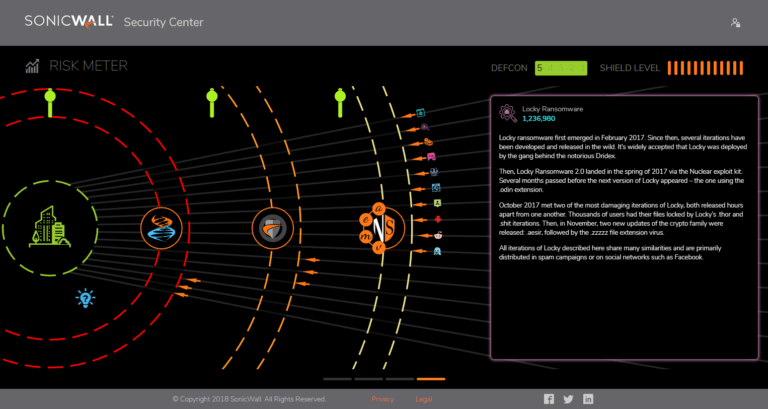 SONICWALL Security Center
RISK METER
DEFCON 5 SHIELD LEVEL
Locky Ransomware
1,236,980
Locky ransomware first emerged in February 2017. Since then, several iterations have
been developed and released in the wild. It's widely accepted that Locky was deployed
by the gang behind the notorious Dridex.
Then, Locky Ransomware 2.0 landed in the spring of 2017 via the Nuclear exploit kit.
Several months passed before the next version of Locky appeared – the one using the
.odin extension.
October 2017 met two of the most damaging iterations of Locky, both released hours
apart from one another. Thousands of users had their files locked by Locky's .thor and
.shit iterations. Then, in November, two new updates of the crypto family were
released: .aesir, followed by the .zzzzz file extension virus.
All iterations of Locky described here share many similarities and are primarily
distributed in spam campaigns or on social networks such as Facebook.
© Copyright 2018 SonicWall. All Rights Reserved. Privacy Legal